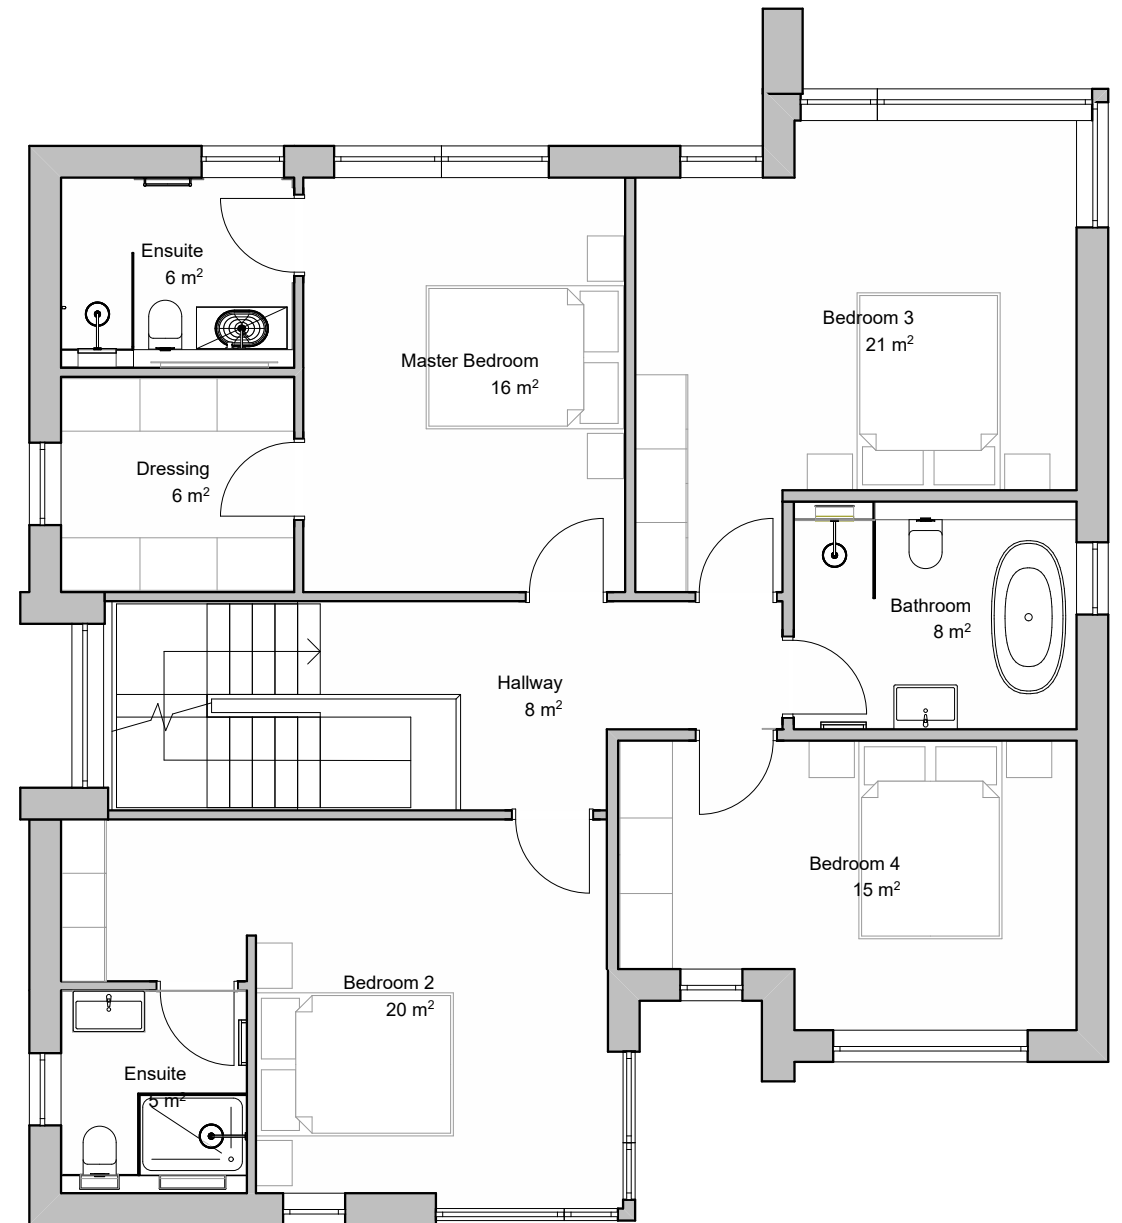 Ensuite
6 m²
Master Bedroom
16 m²
Bedroom 3
21 m²
Dressing
6 m²
Bathroom
8 m²
Hallway
8 m²
Bedroom 4
15 m²
Bedroom 2
20 m²
Ensuite
5 m²